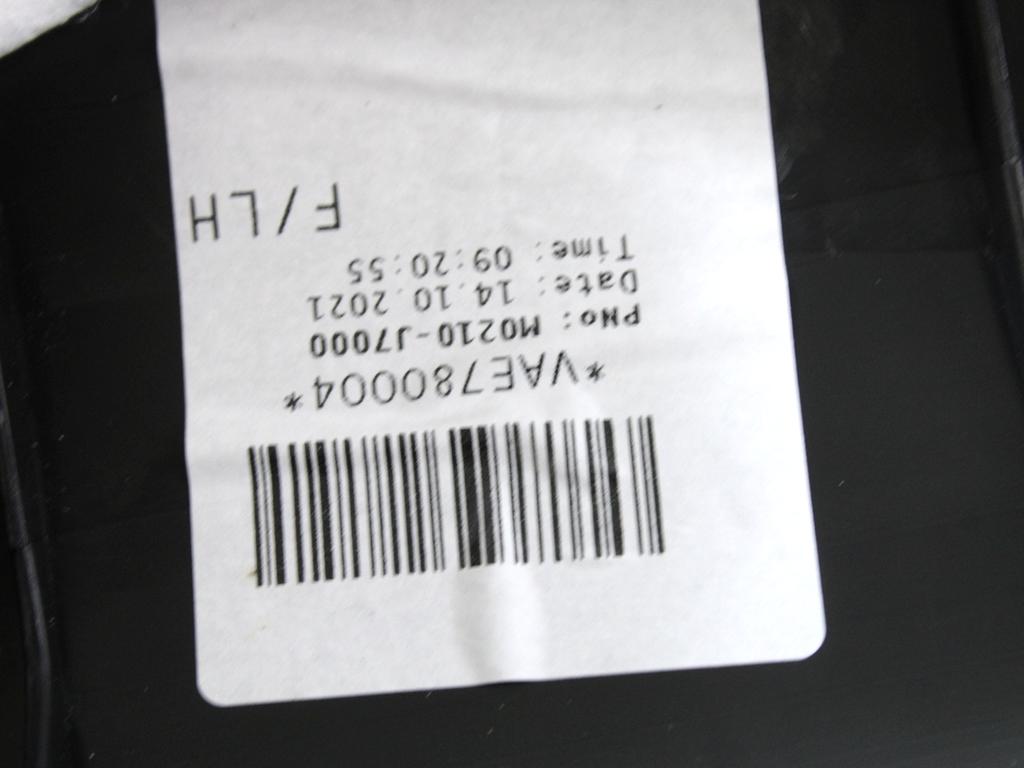 *VAE780004*
PNo: M0210-J7000
Date: 14.10.2021
Time: 09:20:55
F/LH